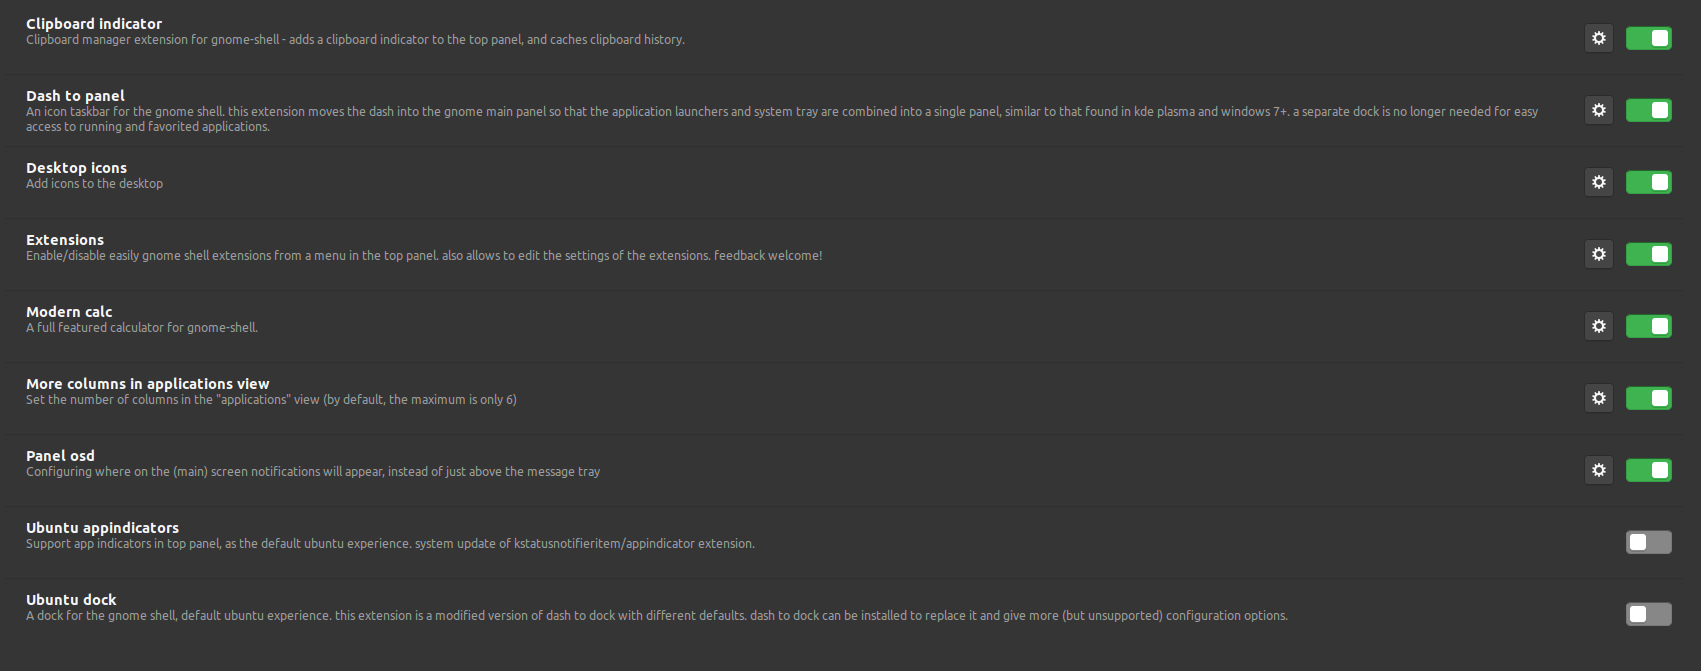 Clipboard indicator
Clipboard manager extension for gnome-shell - adds a clipboard indicator to the top panel, and caches clipboard history.
Dash to panel
An icon taskbar for the gnome shell. this extension moves the dash into the gnome main panel so that the application launchers and system tray are combined into a single panel, similar to that found in kde plasma and windows 7+. a separate dock is no longer needed for easy
access to running and favorited applications.
Desktop icons
Add icons to the desktop
Extensions
Enable/disable easily gnome shell extensions from a menu in the top panel. also allows to edit the settings of the extensions. feedback welcome!
Modern calc
A full featured calculator for gnome-shell.
More columns in applications view
Set the number of columns in the "applications" view (by default, the maximum is only 6)
Panel osd
Configuring where on the (main) screen notifications will appear, instead of just above the message tray
Ubuntu appindicators
Support app indicators in top panel, as the default ubuntu experience. system update of kstatusnotifieritem/appindicator extension.
Ubuntu dock
A dock for the gnome shell, default ubuntu experience. this extension is a modified version of dash to dock with different defaults. dash to dock can be installed to replace it and give more (but unsupported) configuration options.